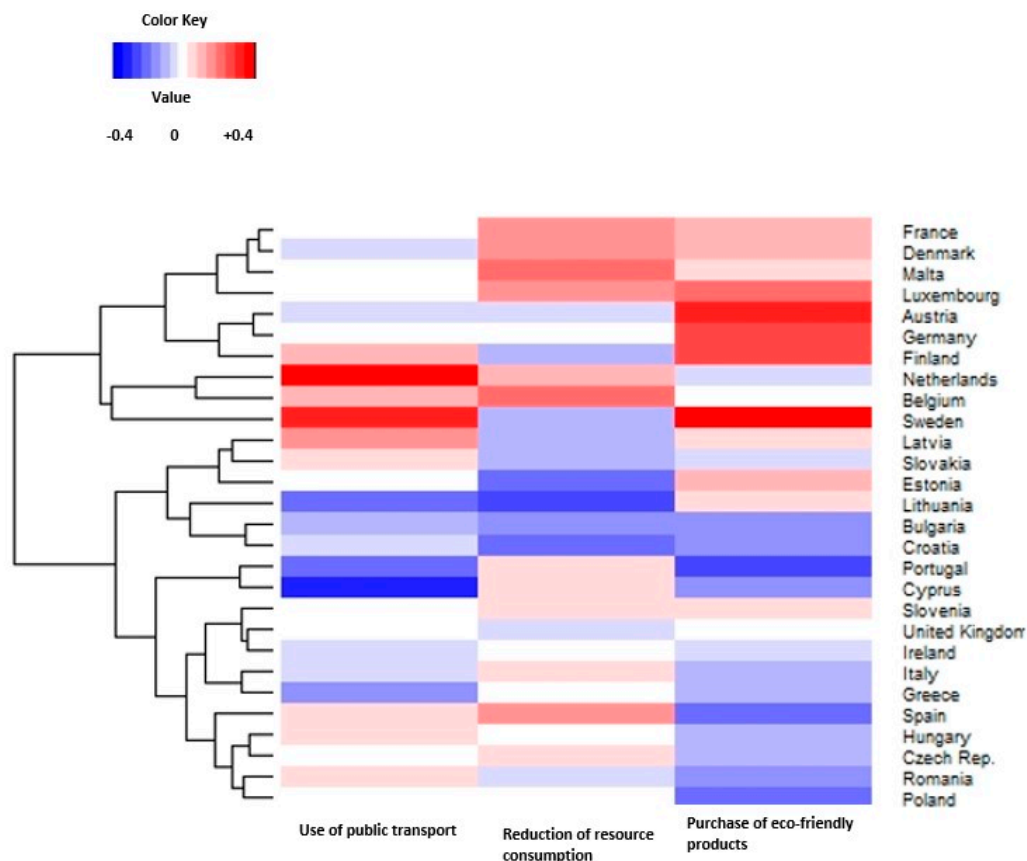 Color Key
Value
-0.4 0 +0.4
France
Denmark
Malta
Luxembourg
Austria
Germany
Finland
Netherlands
Belgium
Sweden
Latvia
Slovakia
Estonia
Lithuania
Bulgaria
Croatia
Portugal
Cyprus
Slovenia
United Kingdom
Ireland
Italy
Greece
Spain
Hungary
Czech Rep.
Romania
Poland
Use of public transport
Reduction of resource
consumption
Purchase of eco-friendly
products